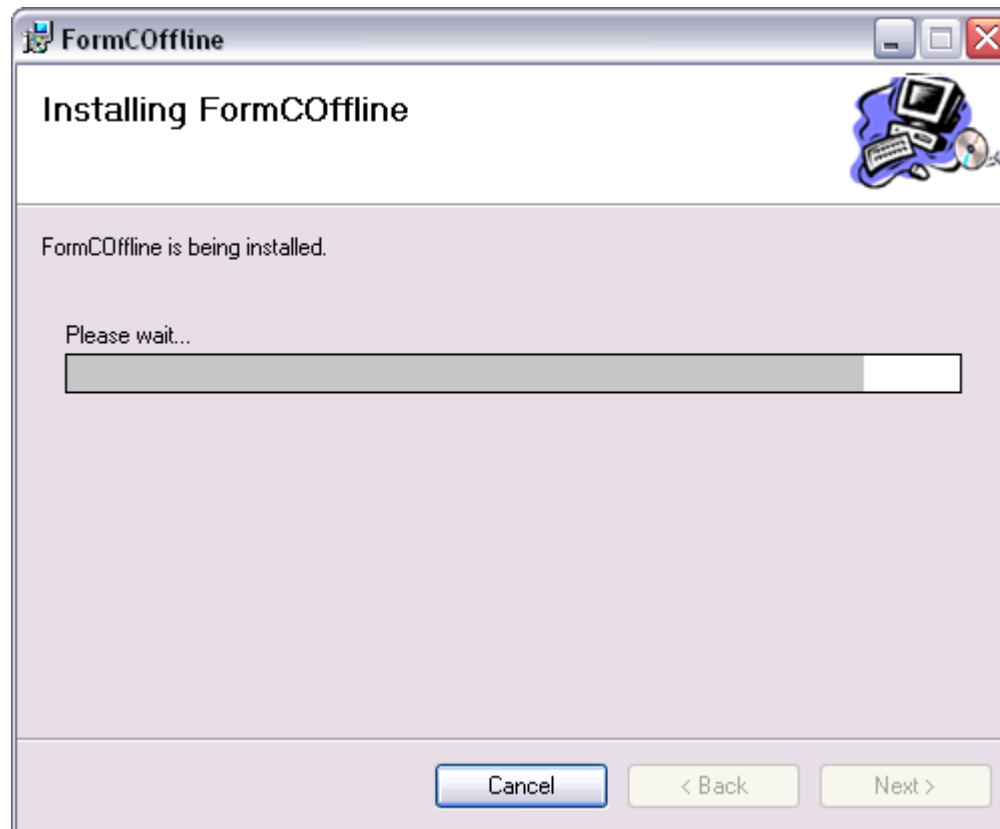 FormCOffline
Installing FormCOffline
FormCOffline is being installed.
Please wait...
Cancel
< Back
Next >